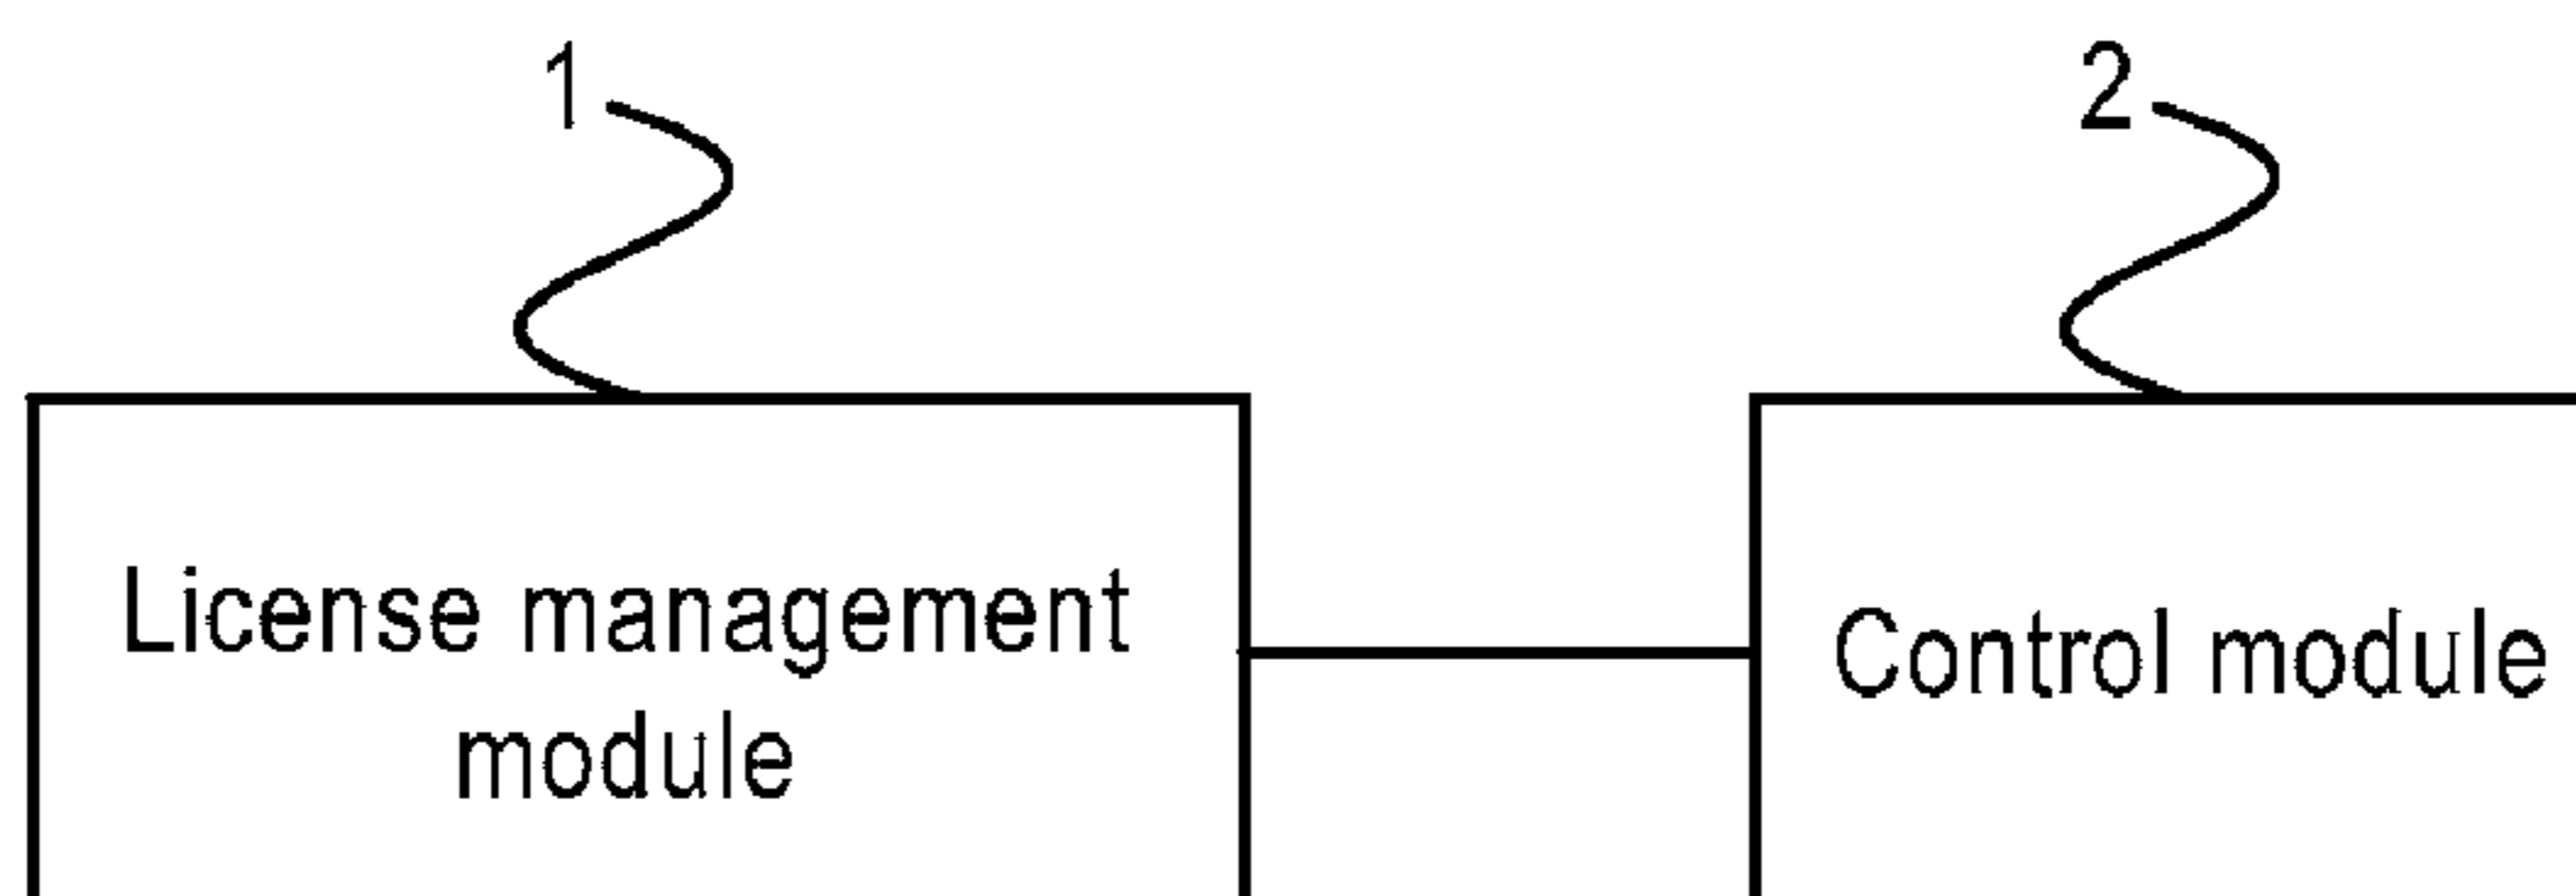 1
2
License management
module
Control module